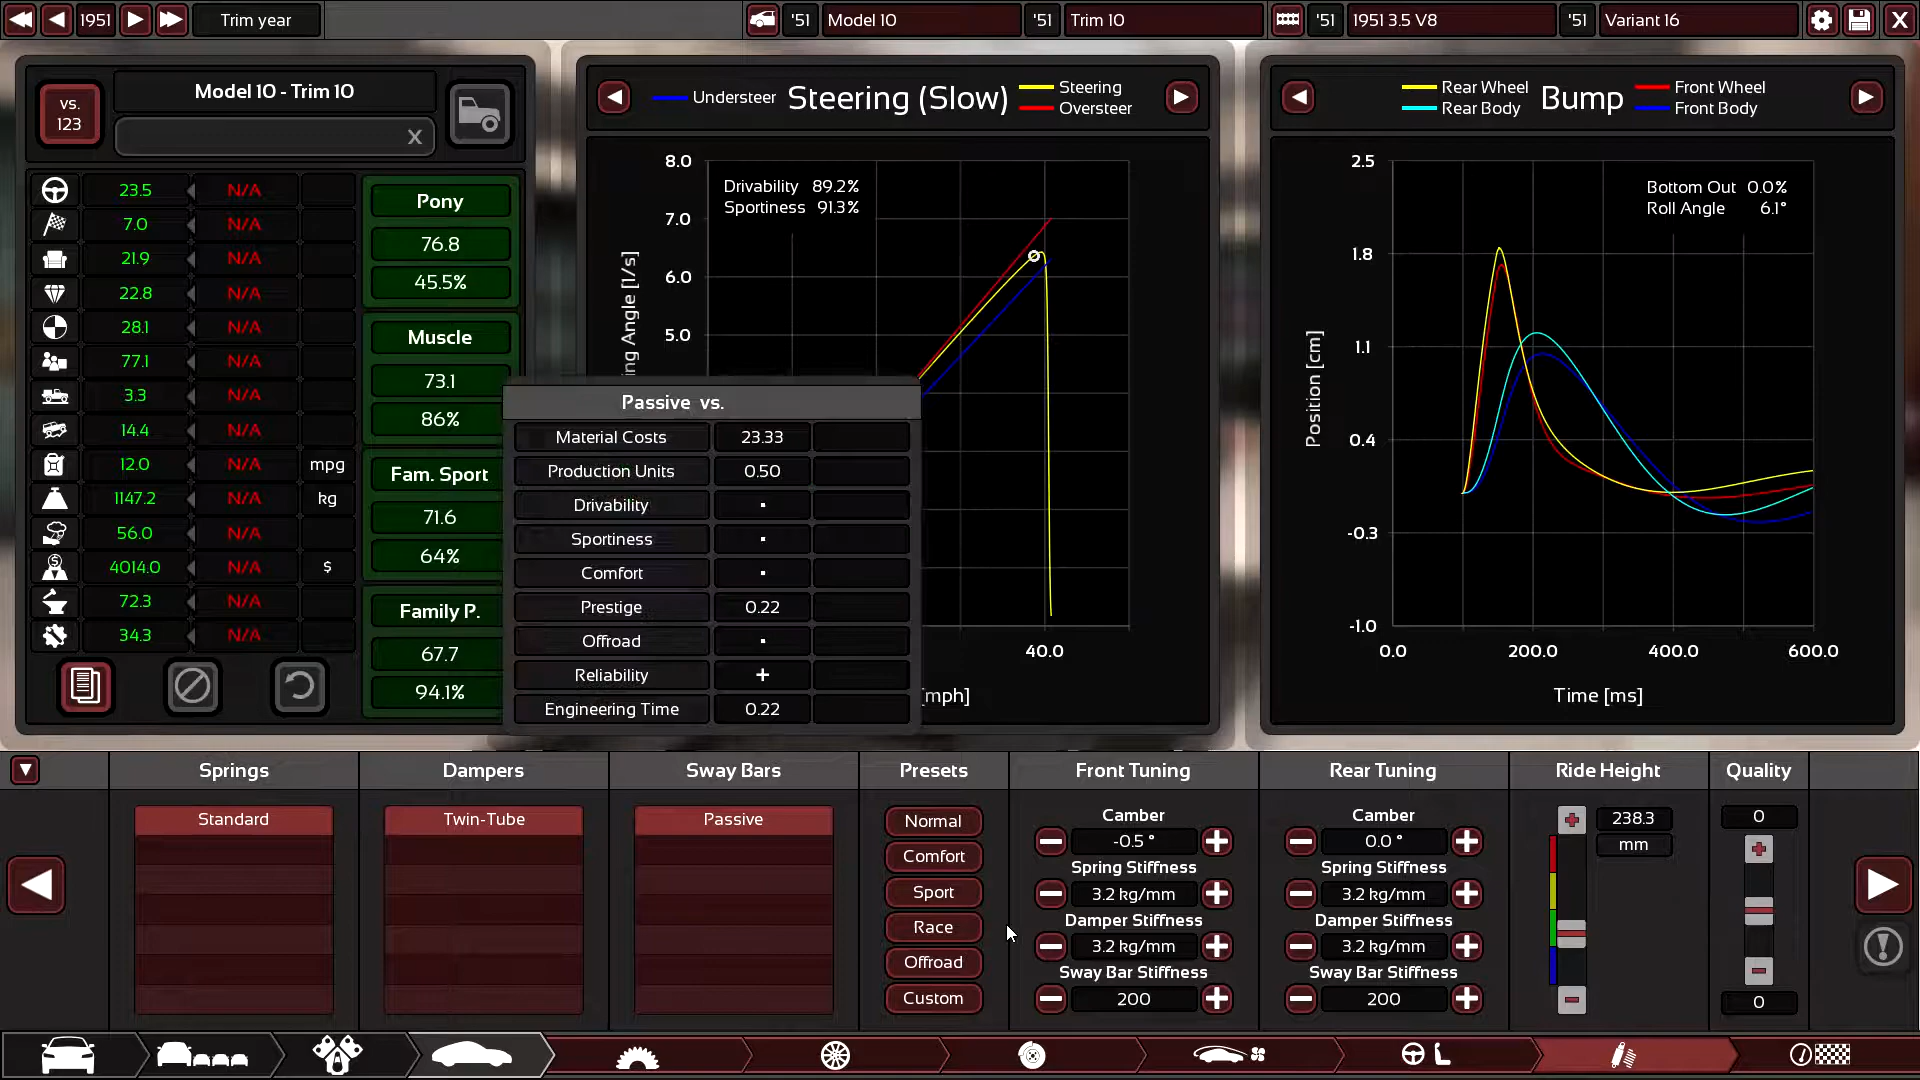 1951
Trim year
'51
Model 10
'51
Trim 10
'51
1951 3.5 V8
'51
Variant 16
X
vs.
123
Model 10 - Trim 10
X
23.5 N/A
7.0 N/A
21.9 N/A
22.8 N/A
28.1 N/A
77.1 N/A
3.3 N/A
14.4 N/A
12.0 N/A mpg
1147.2 N/A kg
56.0 N/A
4014.0 N/A $
72.3 N/A
34.3 N/A
Pony
76.8
45.5%
Muscle
73.1
86%
Fam. Sport
71.6
64%
Family P.
67.7
94.1%
Understeer
Steering (Slow)
Steering
Oversteer
Drivability 89.2%
Sportiness 91.3%
8.0
7.0
6.0
5.0
ing Angle [l/s]
40.0
[mph]
Passive vs.
Material Costs 23.33
Production Units 0.50
Drivability ·
Sportiness ·
Comfort ·
Prestige 0.22
Offroad ·
Reliability +
Engineering Time 0.22
Rear Wheel
Rear Body
Bump
Front Wheel
Front Body
Bottom Out 0.0%
Roll Angle 6.1°
2.5
1.8
1.1
0.4
-0.3
-1.0
Position [cm]
0.0 200.0 400.0 600.0
Time [ms]
Springs
Standard
Dampers
Twin-Tube
Sway Bars
Passive
Presets
Normal
Comfort
Sport
Race
Offroad
Custom
Front Tuning
Camber
-0.5 °
Spring Stiffness
3.2 kg/mm
Damper Stiffness
3.2 kg/mm
Sway Bar Stiffness
200
Rear Tuning
Camber
0.0 °
Spring Stiffness
3.2 kg/mm
Damper Stiffness
3.2 kg/mm
Sway Bar Stiffness
200
Ride Height
238.3
mm
Quality
0
0